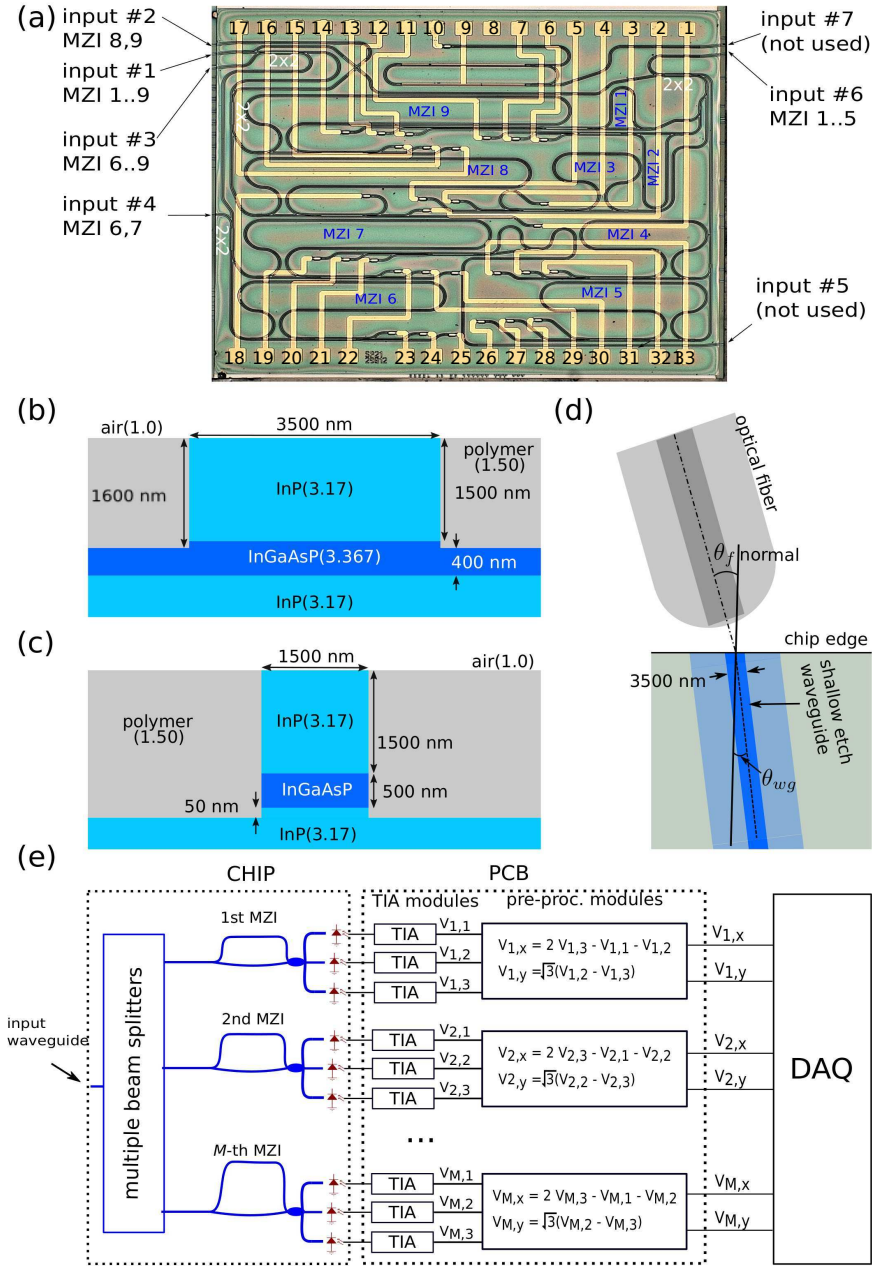 (a)
input #2
MZI 8,9
input #1
MZI 1..9
input #3
MZI 6..9
input #4
MZI 6,7
17 16 15 14 13 12 11 10 9 8 7 6 5 4 3 2 1
2x2
2x2
2x2
2x2
MZI 9
MZI 1
MZI 8
MZI 3
MZI 2
MZI 7
MZI 4
MZI 6
MZI 5
18 19 20 21 22 23 24 25 26 27 28 29 30 31 321 33
input #7
(not used)
input #6
MZI 1..5
input #5
(not used)
(b)
air(1.0)
3500 nm
polymer
(1.50)
InP(3.17)
1600 nm
1500 nm
InGaAsP(3.367)
400 nm
InP(3.17)
(c)
1500 nm
air(1.0)
polymer
(1.50)
InP(3.17)
1500 nm
InGaAsP
500 nm
50 nm
InP(3.17)
(d)
optical fiber
θf
normal
chip edge
3500 nm
shallow etch
waveguide
θwg
(e)
CHIP
PCB
TIA modules
pre-proc. modules
input
waveguide
multiple beam splitters
1st MZI
TIA
V1,1
TIA
V1,2
TIA
V1,3
V1,x = 2 V1,3 - V1,1 - V1,2
V1,y =√3(V1,2 - V1,3)
V1,x
V1,y
2nd MZI
TIA
V2,1
TIA
V2,2
TIA
V2,3
V2,x = 2 V2,3 - V2,1 - V2,2
V2,y =√3(V2,2 - V2,3)
V2,x
V2,y
...
M-th MZI
TIA
VM,1
TIA
VM,2
TIA
VM,3
VM,x = 2 VM,3 - VM,1 - VM,2
VM,y =√3(VM,2 - VM,3)
VM,x
VM,y
DAQ